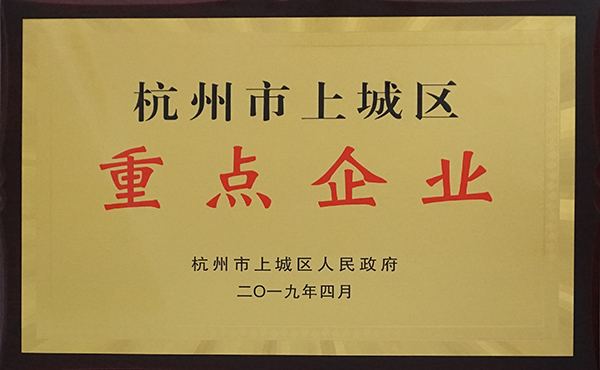 杭州市上城区
重点企业
杭州市上城区人民政府
二〇一九年四月